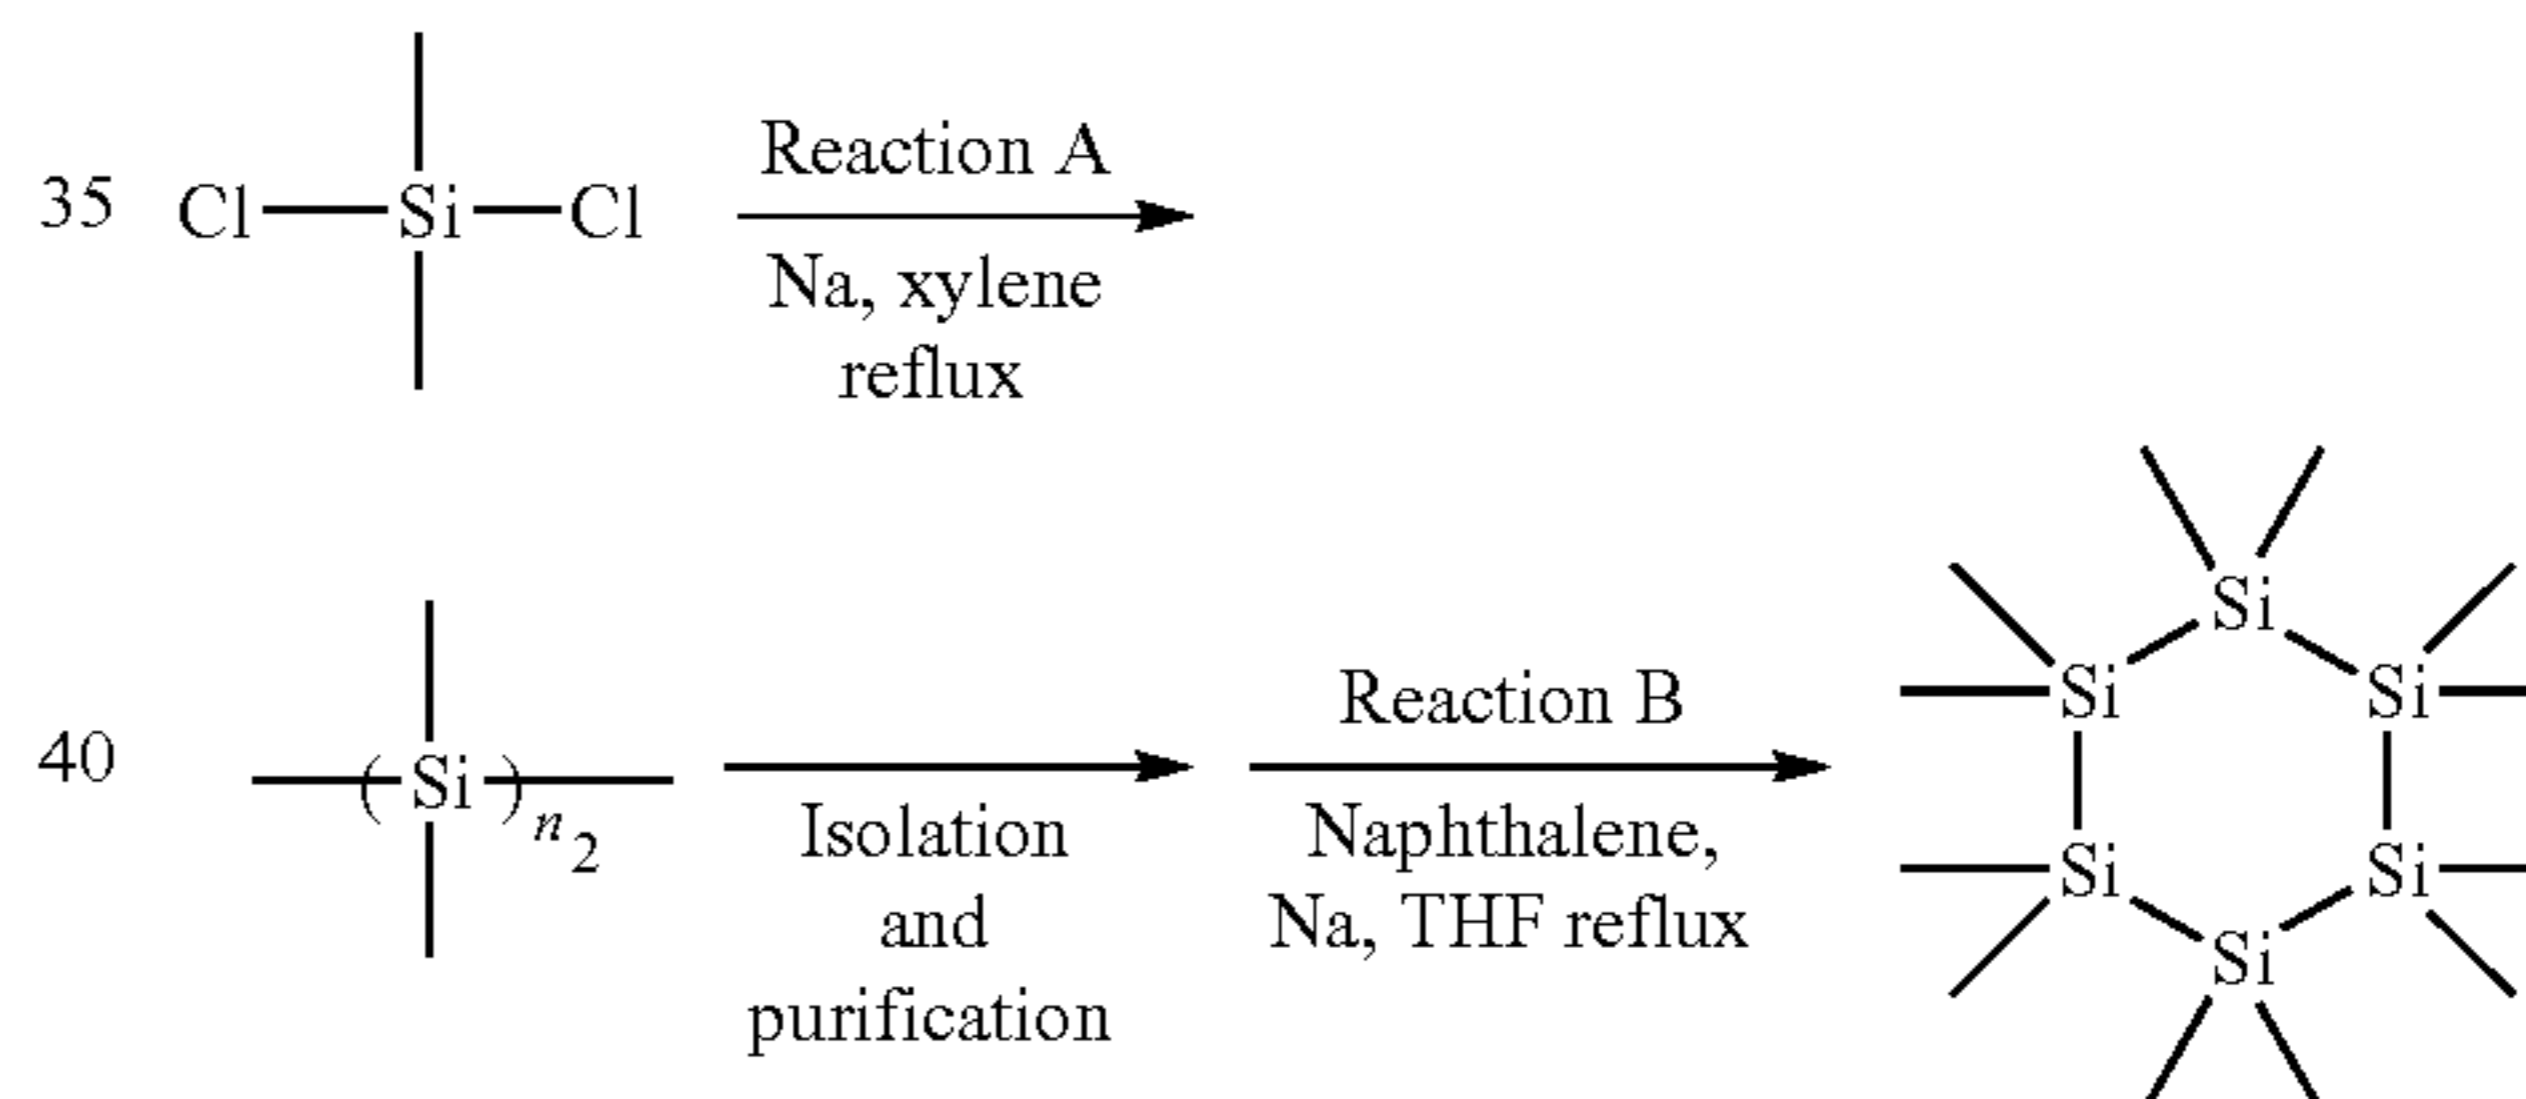 Reaction A
35 Cl Si Cl
Na, xylene
reflux
Si
Reaction B
Si Si
40 ( Si ) n 2
Isolation Naphthalene,
and Na, THF reflux
Si Si
Si
purification